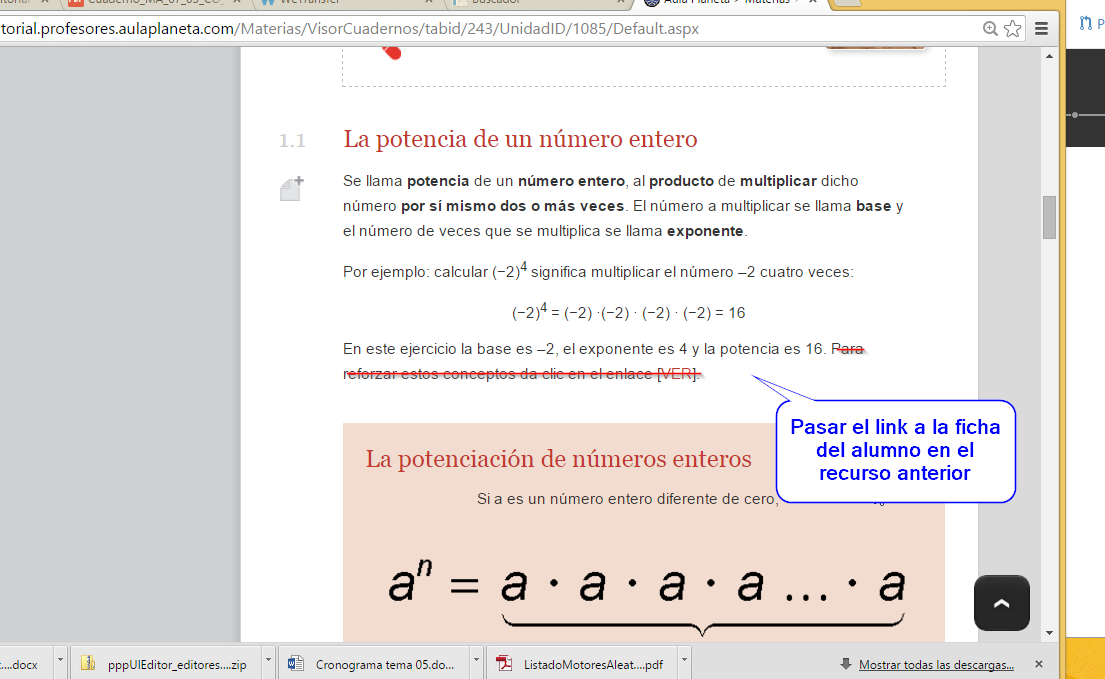 Cuaderno_MA_07_03_CO_
WeTransfer
Buscador
Aula Planeta > Materias >
torial.profesores.aulaplaneta.com/Materias/VisorCuadernos/tabid/243/UnidadID/1085/Default.aspx
P
1.1 La potencia de un número entero
Se llama potencia de un número entero, al producto de multiplicar dicho
número por sí mismo dos o más veces. El número a multiplicar se llama base y
el número de veces que se multiplica se llama exponente.
Por ejemplo: calcular (−2)⁴ significa multiplicar el número –2 cuatro veces:
(−2)⁴ = (−2) ·(−2) · (−2) · (−2) = 16
En este ejercicio la base es –2, el exponente es 4 y la potencia es 16. Para
reforzar estos conceptos da clic en el enlace [VER].
Pasar el link a la ficha
del alumno en el
recurso anterior
La potenciación de números enteros
Si a es un número entero diferente de cero,
aⁿ = a · a · a · a ... · a
t....docx
pppUIEditor_editores....zip
Cronograma tema 05.do...
ListadoMotoresAleat....pdf
Mostrar todas las descargas...